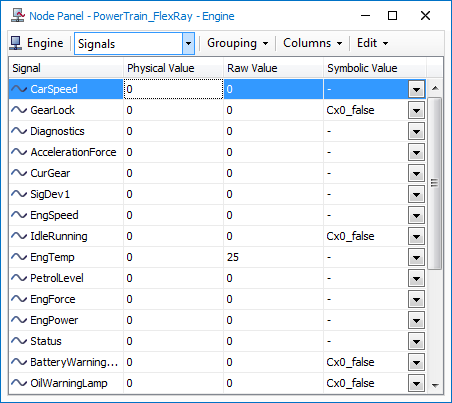 Node Panel - PowerTrain_FlexRay - Engine
Engine Signals Grouping Columns Edit
Signal Physical Value Raw Value Symbolic Value
CarSpeed 0 0 -
GearLock 0 0 Cx0_false
Diagnostics 0 0 -
AccelerationForce 0 0 -
CurGear 0 0 -
SigDev1 0 0 -
EngSpeed 0 0 -
IdleRunning 0 0 Cx0_false
EngTemp 0 25 -
PetrolLevel 0 0 -
EngForce 0 0 -
EngPower 0 0 -
Status 0 0 -
BatteryWarning... 0 0 Cx0_false
OilWarningLamp 0 0 Cx0_false